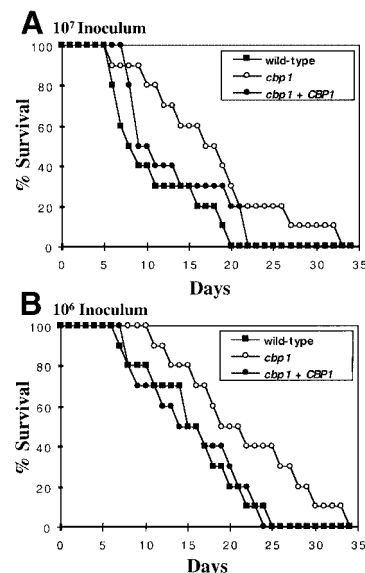 A 10⁷ Inoculum
% Survival
100
80
60
40
20
0
wild-type
cbp1
cbp1 + CBP1
0 5 10 15 20 25 30 35
Days
B 10⁶ Inoculum
% Survival
100
80
60
40
20
0
wild-type
cbp1
cbp1 + CBP1
0 5 10 15 20 25 30 35
Days